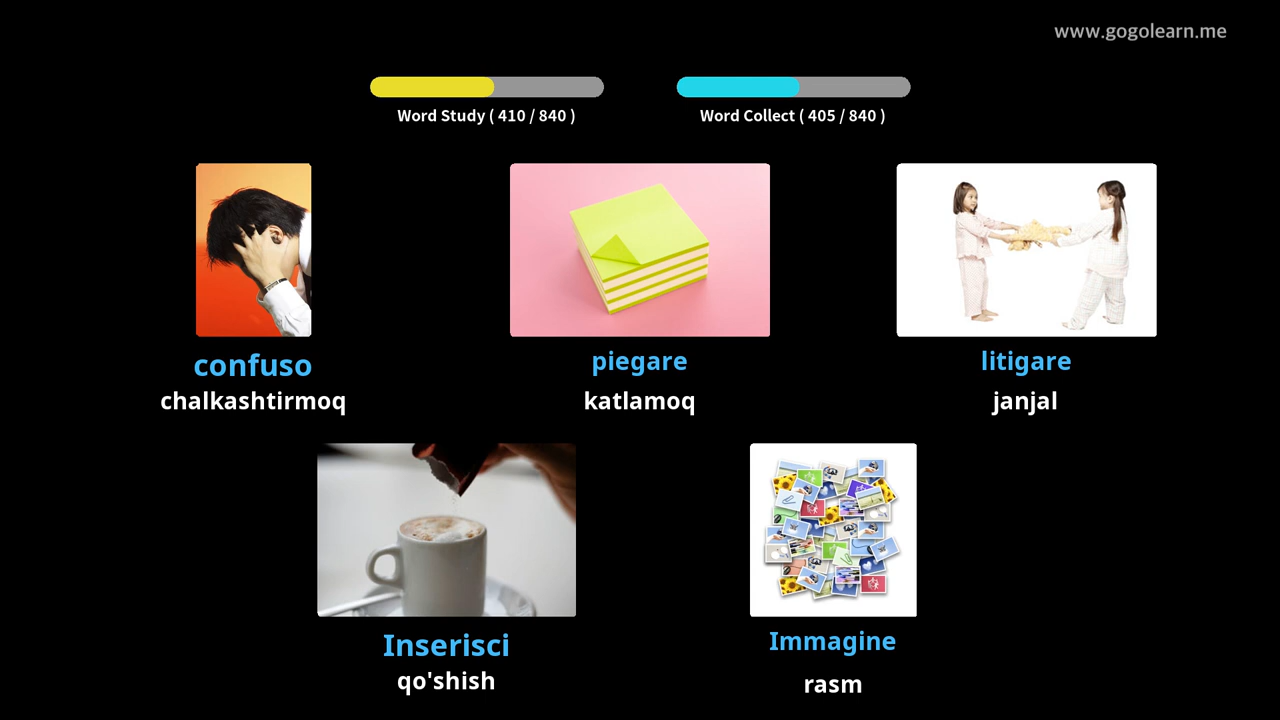 www.gogolearn.me
Word Study ( 410 / 840 )
Word Collect ( 405 / 840 )
confuso
chalkashtirmoq
piegare
katlamoq
litigare
janjal
Inserisci
qo'shish
Immagine
rasm